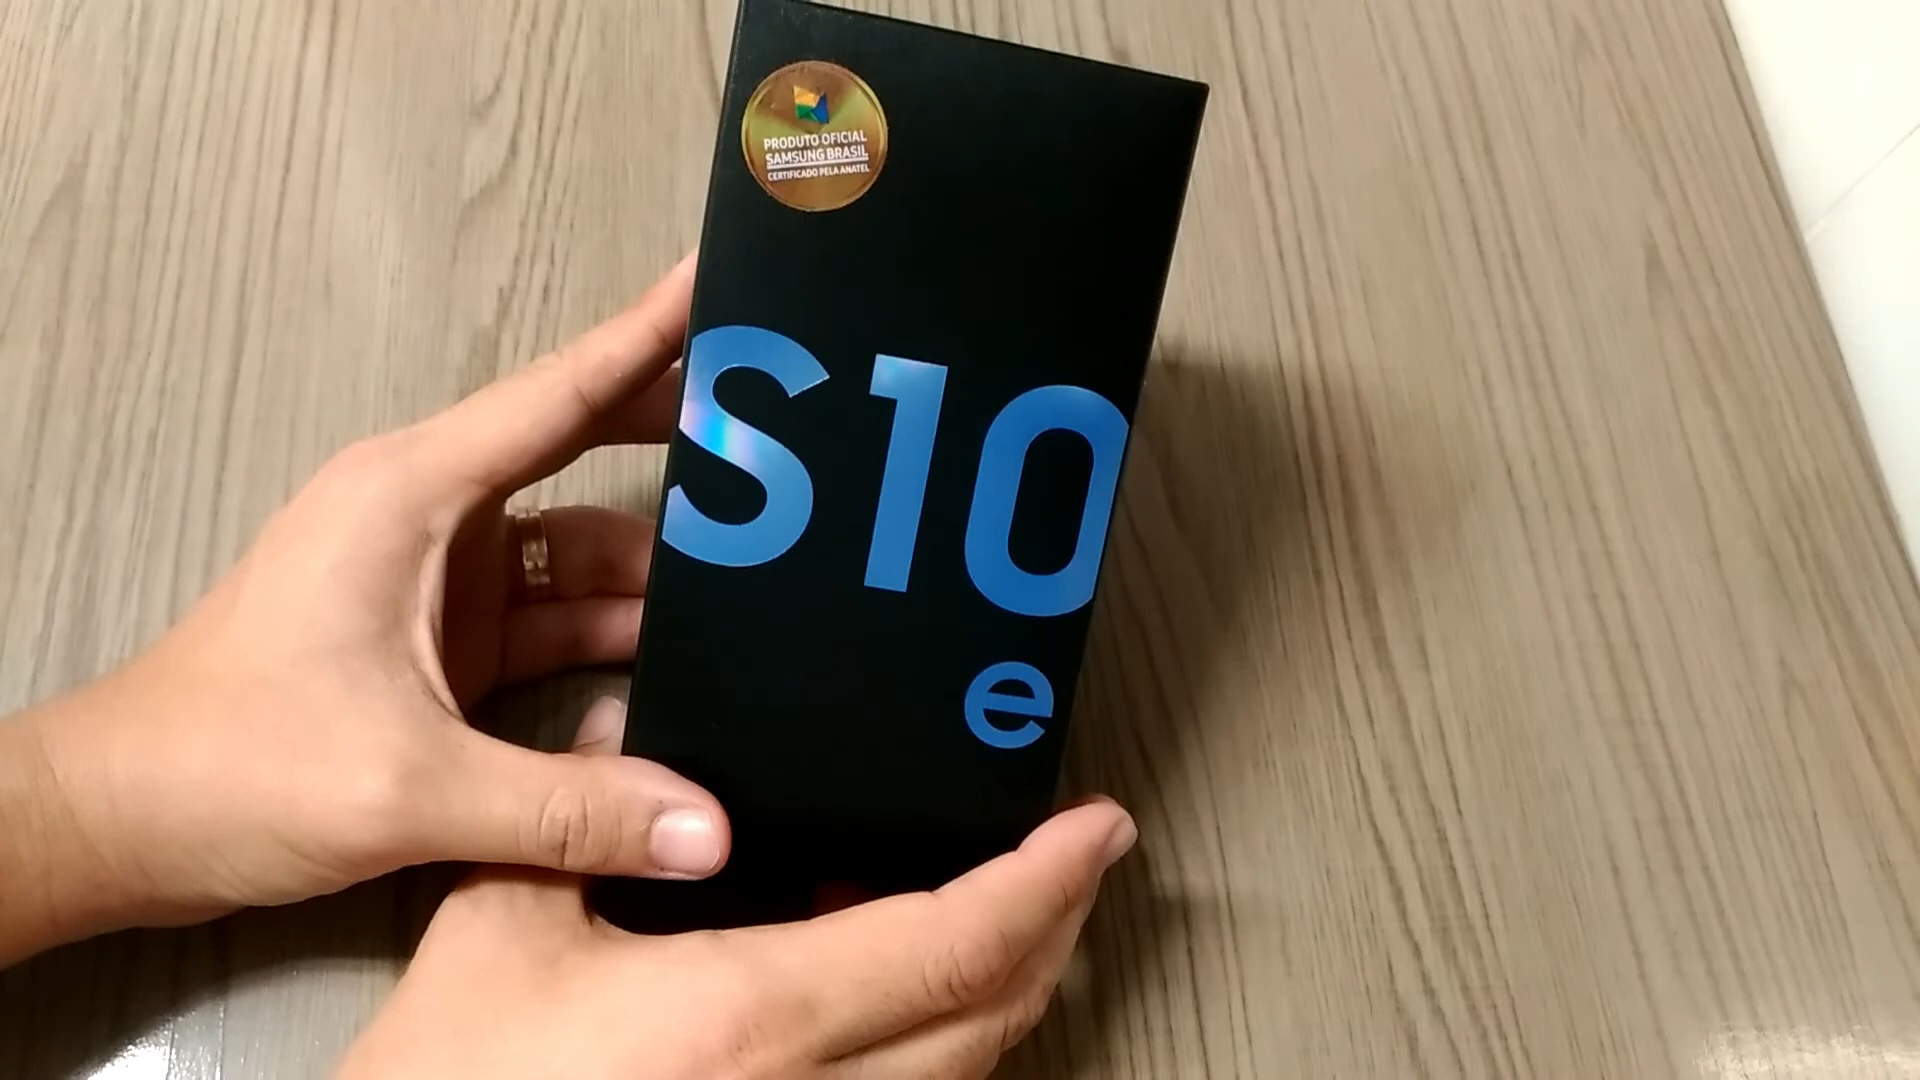 PRODUTO OFICIAL
SAMSUNG BRASIL
CERTIFICADO PELA ANATEL
S10
e